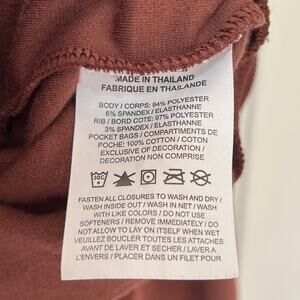 MADE IN THAILAND
FABRIQUE EN THAILANDE
BODY / CORPS: 94% POLYESTER
6% SPANDEX / ELASTHANNE
RIB / BORD COTE: 97% POLYESTER
3% SPANDEX / ELASTHANNE
POCKET BAGS / COMPARTIMENTS DE
POCHE: 100% COTTON / COTON
EXCLUSIVE OF DECORATION /
DECORATION NON COMPRISE
FASTEN ALL CLOSURES TO WASH AND DRY /
WASH INSIDE OUT / WASH IN NET / WASH
WITH LIKE COLORS / DO NOT USE
SOFTENERS / REMOVE IMMEDIATELY / DO
NOT ALLOW TO LAY ON ITSELF WHEN WET
VEUILLEZ BOUCLER TOUTES LES ATTACHES
AVANT DE LAVER ET SECHER / LAVER A
L'ENVERS / PLACER DANS UN FILET POUR